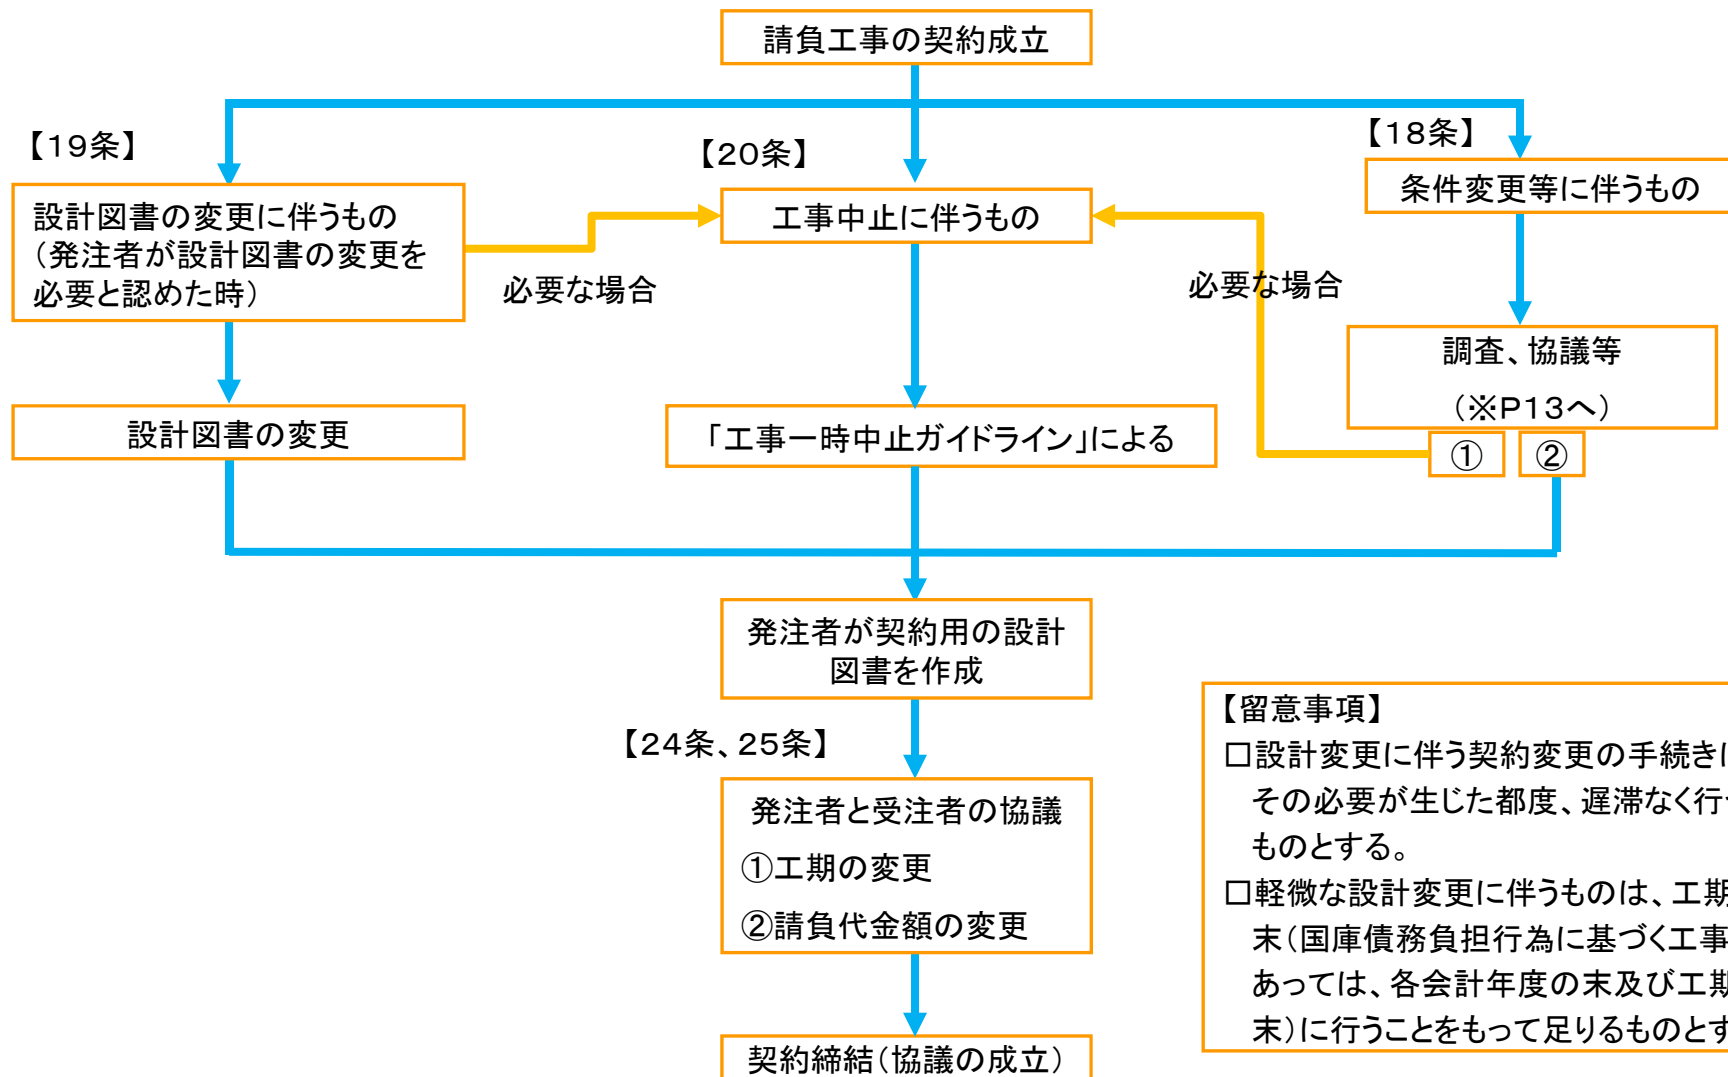 請負工事の契約成立
【19条】
【20条】
【18条】
設計図書の変更に伴うもの
（発注者が設計図書の変更を
必要と認めた時）
工事中止に伴うもの
条件変更等に伴うもの
必要な場合
必要な場合
調査、協議等
（※P13へ）
①
②
設計図書の変更
「工事一時中止ガイドライン」による
発注者が契約用の設計
図書を作成
【24条、25条】
発注者と受注者の協議
①工期の変更
②請負代金額の変更
契約締結（協議の成立）
【留意事項】
□設計変更に伴う契約変更の手続き
その必要が生じた都度、遅滞なく行
ものとする。
□軽微な設計変更に伴うものは、工期
末（国庫債務負担行為に基づく工事
あっては、各会計年度の末及び工期
末）に行うことをもって足りるものとす